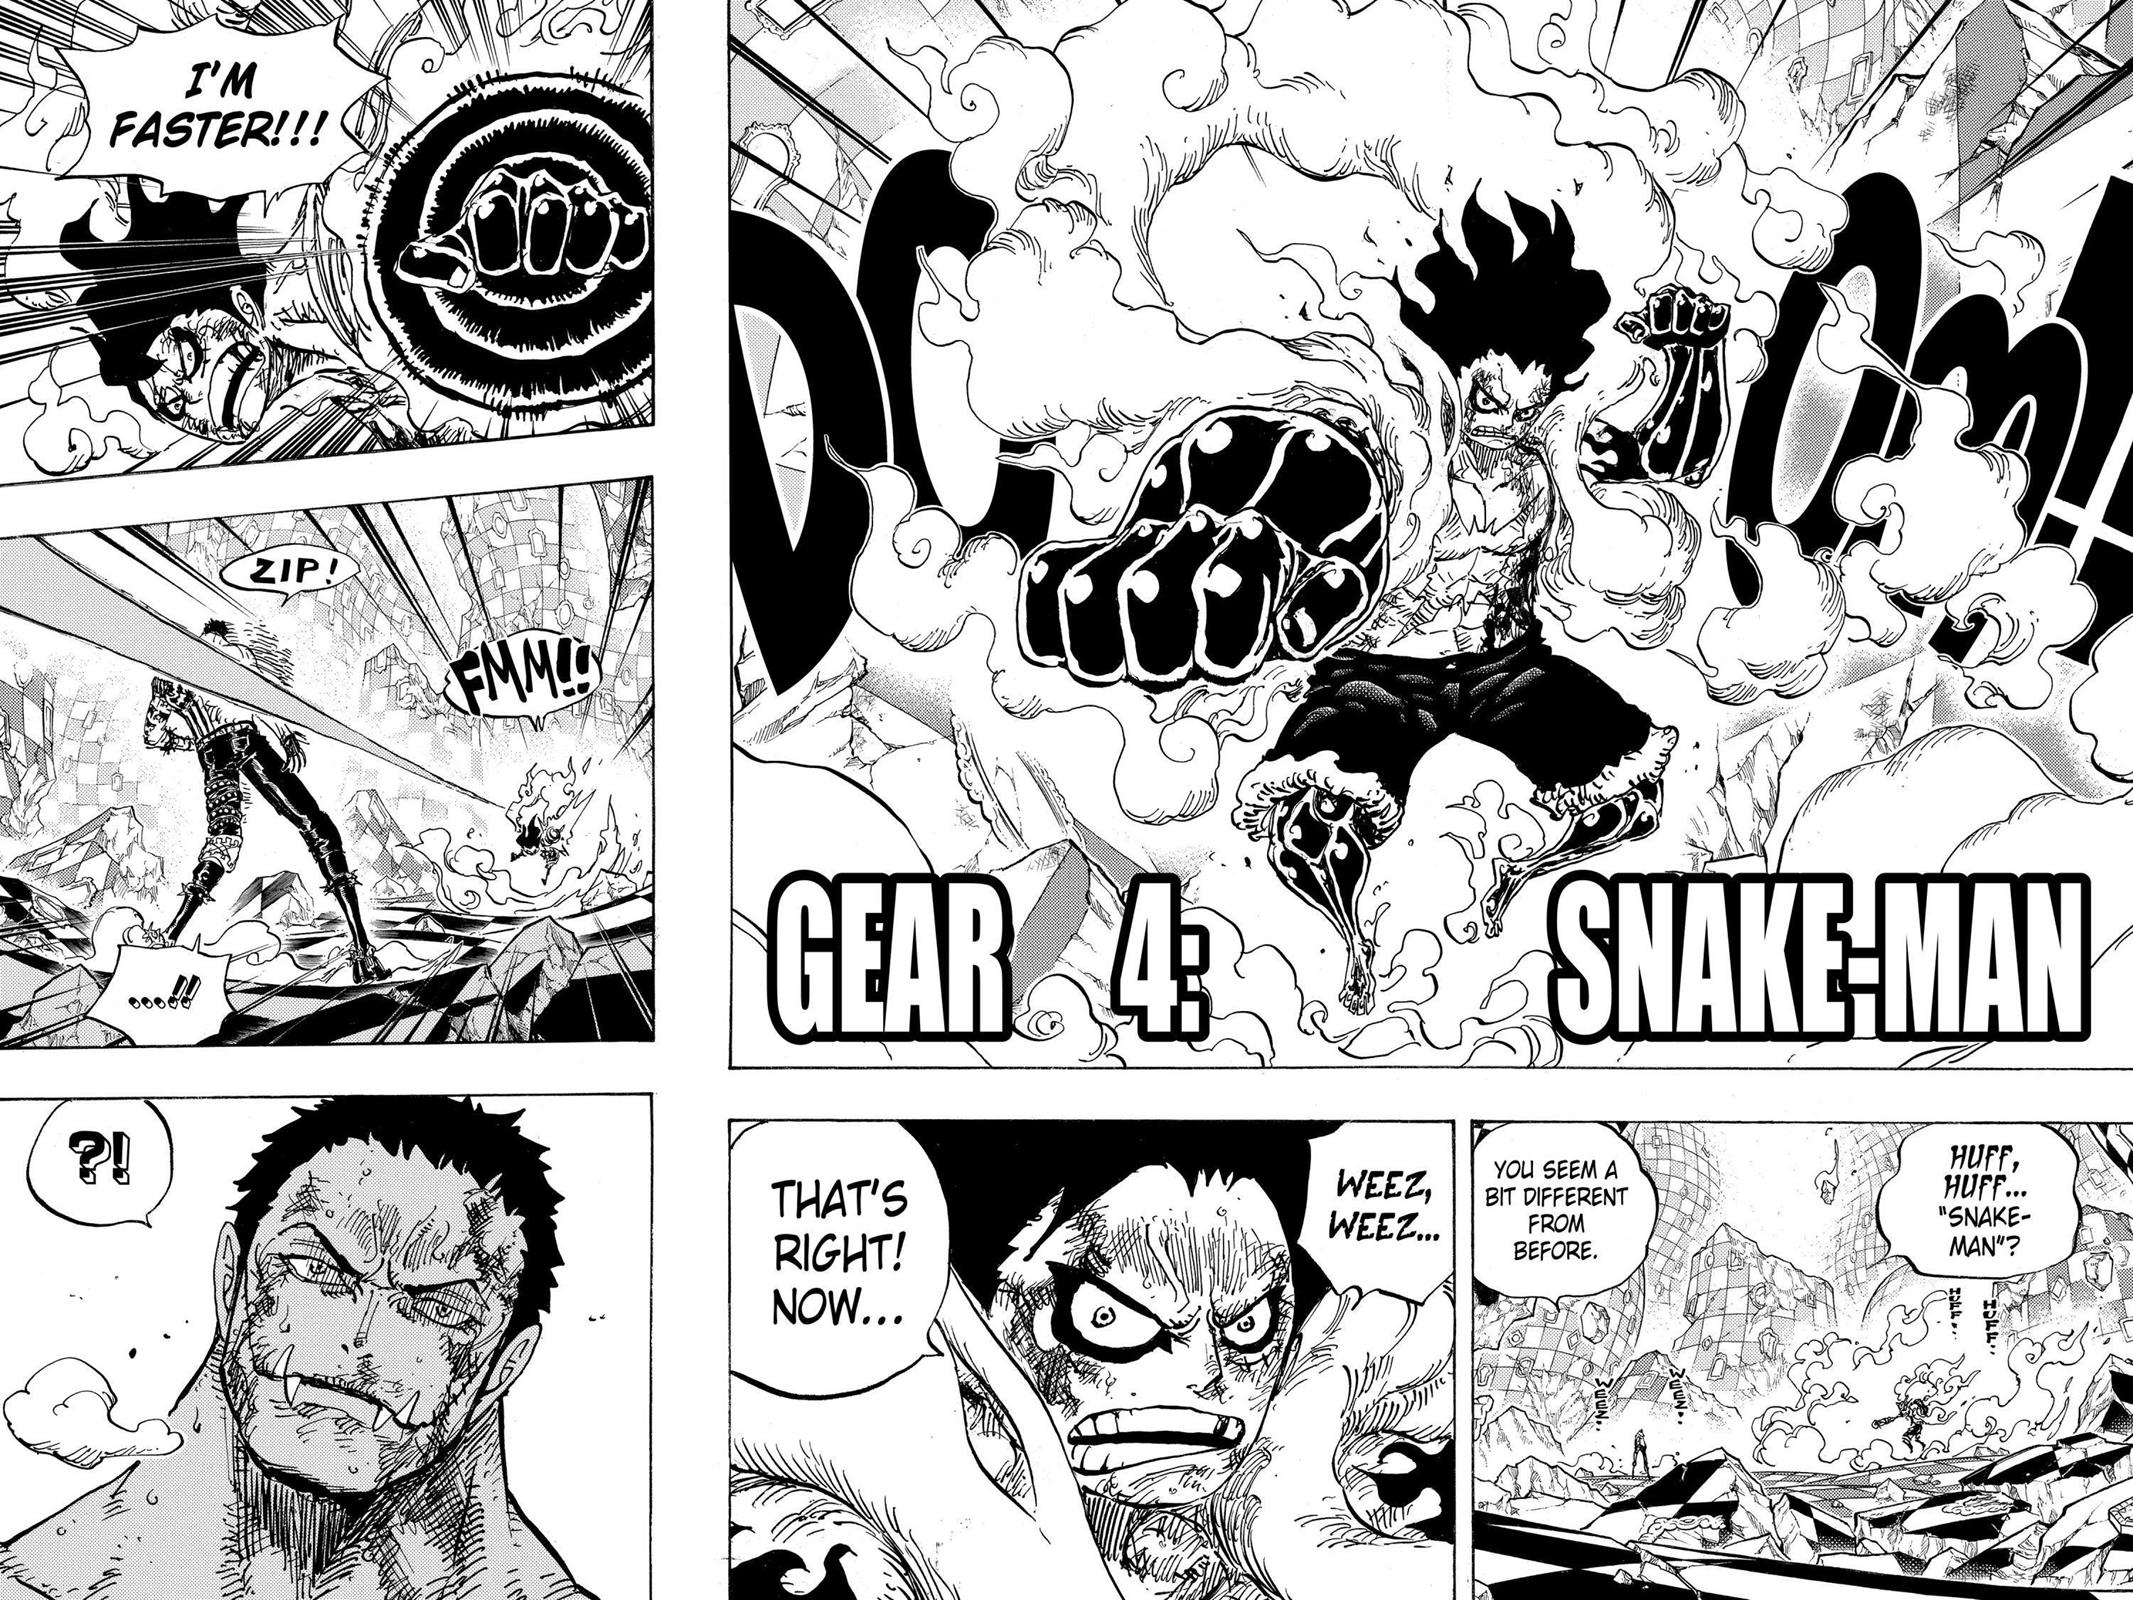 DOOM!!
GEAR 4: SNAKE-MAN
HUFF,
HUFF...
"SNAKE-
MAN"?
HUFF..
HUFF..
YOU SEEM A
BIT DIFFERENT
FROM
BEFORE.
WEEZ,
WEEZ,
WEEZ,
WEEZ...
THAT'S
RIGHT!
NOW...
I'M
FASTER!!!
ZIP!
FMM!!
....!!
?!